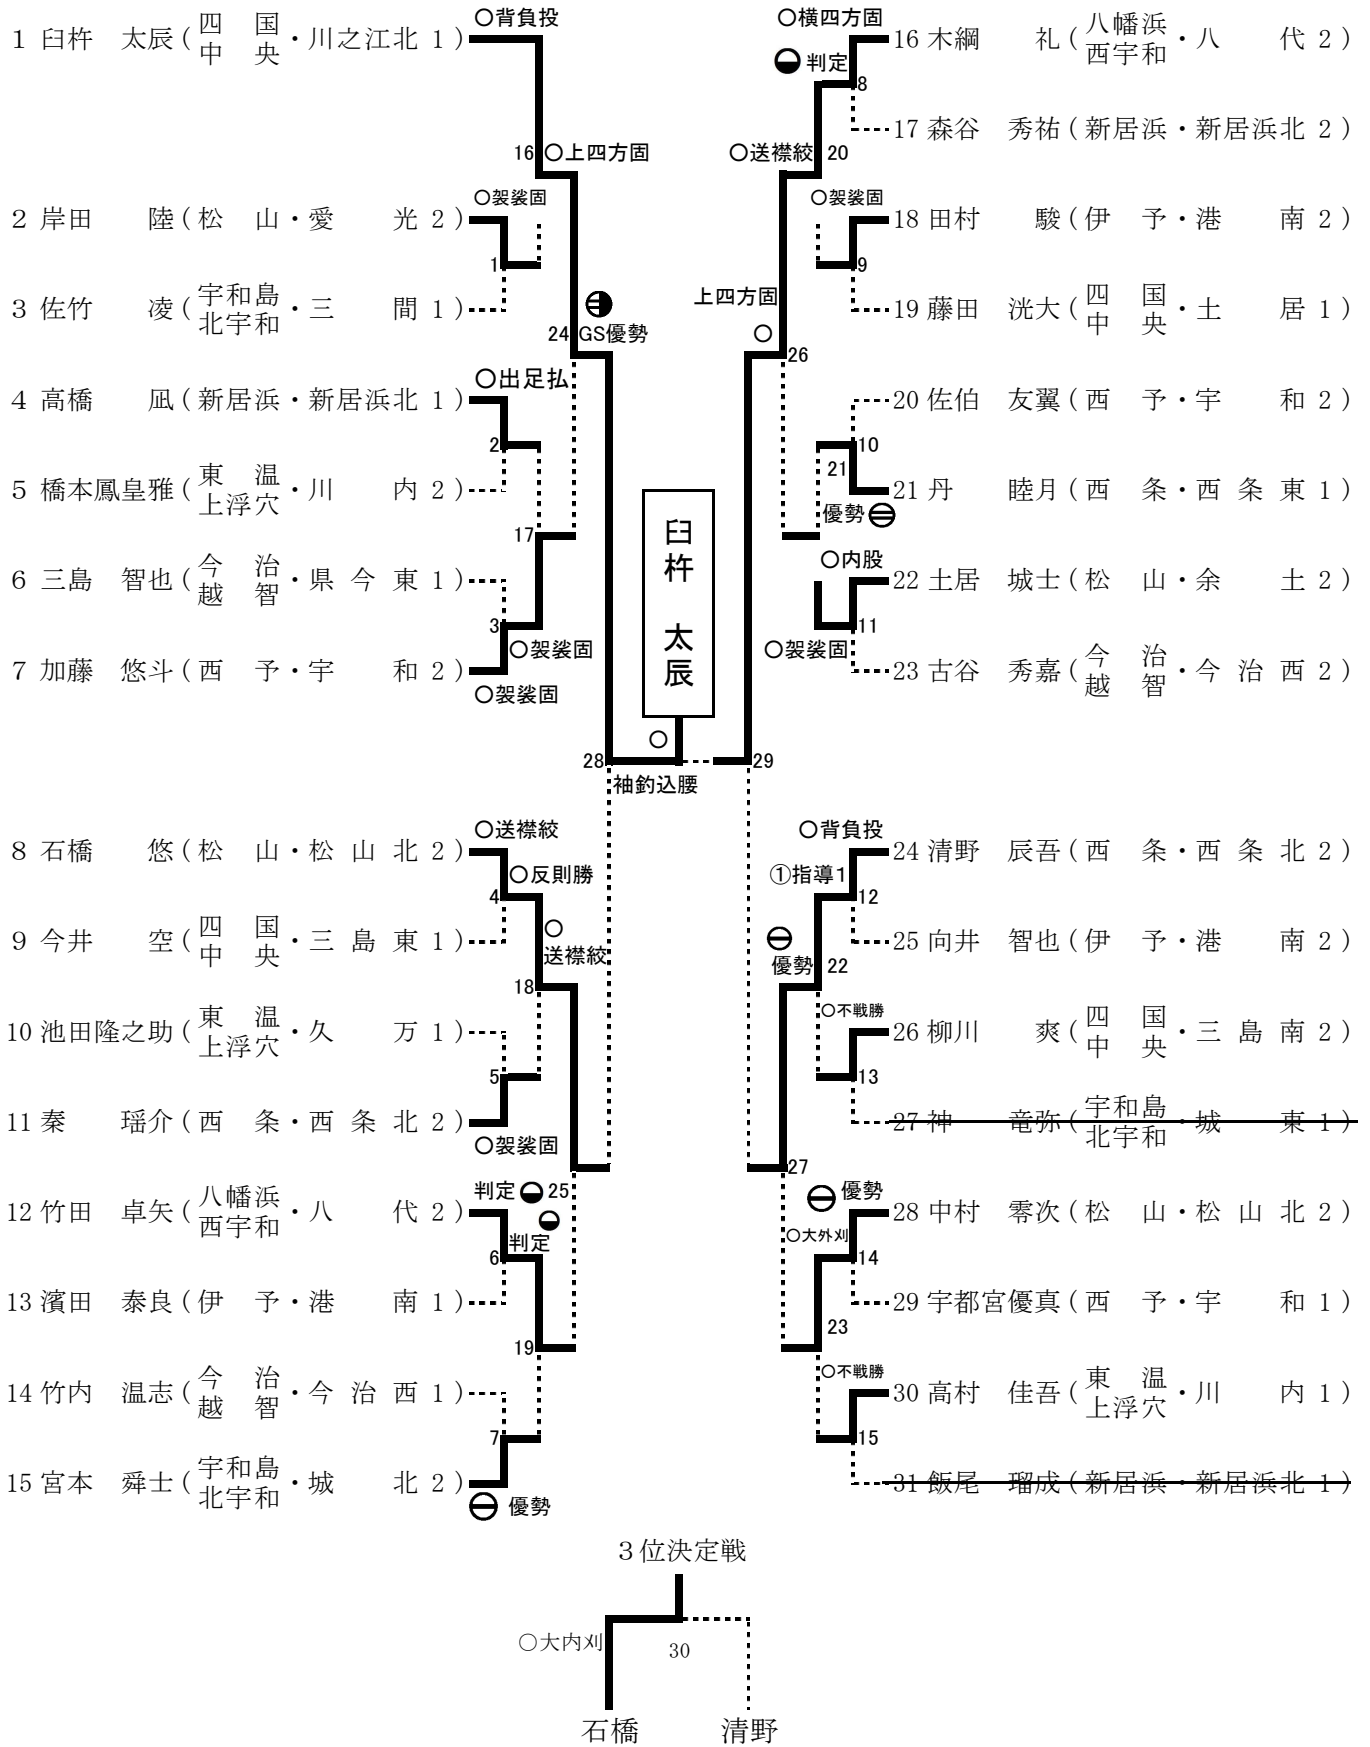 1 臼杵 太辰 ( 四国中央 ・ 川之江北 1 )
○背負投
16 ○上四方固
2 岸田 陸 ( 松山 ・ 愛光 2 )
○袈裟固
1
3 佐竹 凌 ( 宇和島北宇和 ・ 三間 1 )
24 GS優勢
4 高橋 凪 ( 新居浜 ・ 新居浜北 1 )
○出足払
2
5 橋本鳳皇雅 ( 東温上浮穴 ・ 川内 2 )
17
6 三島 智也 ( 今治越智 ・ 県今東 1 )
3
○袈裟固
7 加藤 悠斗 ( 西予 ・ 宇和 2 )
○袈裟固
28
8 石橋 悠 ( 松山 ・ 松山北 2 )
○送襟絞
4 ○反則勝
9 今井 空 ( 四国中央 ・ 三島東 1 )
○
送襟絞
18
10 池田隆之助 ( 東温上浮穴 ・ 久万 1 )
5
11 秦 瑶介 ( 西条 ・ 西条北 2 )
○袈裟固
12 竹田 卓矢 ( 八幡浜西宇和 ・ 八代 2 )
判定 25
判定
6
13 濱田 泰良 ( 伊予 ・ 港南 1 )
19
14 竹内 温志 ( 今治越智 ・ 今治西 1 )
7
15 宮本 舜士 ( 宇和島北宇和 ・ 城北 2 )
優勢
臼杵 太辰
○
袖釣込腰
○横四方固
16 木綱 礼 ( 八幡浜西宇和 ・ 八代 2 )
判定
8
17 森谷 秀祐 ( 新居浜 ・ 新居浜北 2 )
○送襟絞 20
○袈裟固
18 田村 駿 ( 伊予 ・ 港南 2 )
9
上四方固
19 藤田 洸大 ( 四国中央 ・ 土居 1 )
○
26
20 佐伯 友翼 ( 西予 ・ 宇和 2 )
10
21
21 丹 睦月 ( 西条 ・ 西条東 1 )
優勢
○内股
22 土居 城士 ( 松山 ・ 余土 2 )
11
○袈裟固
23 古谷 秀嘉 ( 今治越智 ・ 今治西 2 )
29
○背負投
24 清野 辰吾 ( 西条 ・ 西条北 2 )
①指導1
12
25 向井 智也 ( 伊予 ・ 港南 2 )
優勢 22
○不戦勝
26 柳川 爽 ( 四国中央 ・ 三島南 2 )
13
27 神 竜弥 ( 宇和島北宇和 ・ 城東 1 )
27
優勢
28 中村 零次 ( 松山 ・ 松山北 2 )
○大外刈
14
29 宇都宮優真 ( 西予 ・ 宇和 1 )
23
○不戦勝
30 高村 佳吾 ( 東温上浮穴 ・ 川内 1 )
15
31 飯尾 瑠成 ( 新居浜 ・ 新居浜北 1 )
３位決定戦
○大内刈 30
石橋 清野